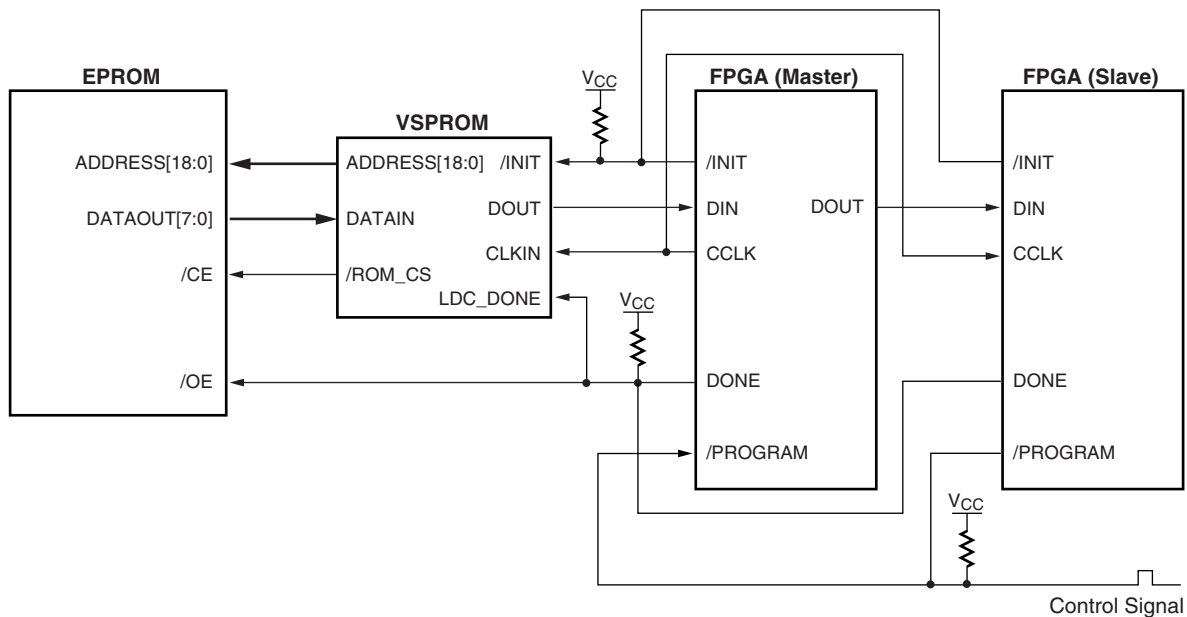 EPROM
ADDRESS[18:0]
DATAOUT[7:0]
/CE
/OE
VSPROM
ADDRESS[18:0]
/INIT
DOUT
DATAIN
CLKIN
/ROM_CS
LDC_DONE
VCC
VCC
FPGA (Master)
/INIT
DIN
DOUT
CCLK
DONE
/PROGRAM
FPGA (Slave)
/INIT
DIN
CCLK
DONE
/PROGRAM
VCC
Control Signal